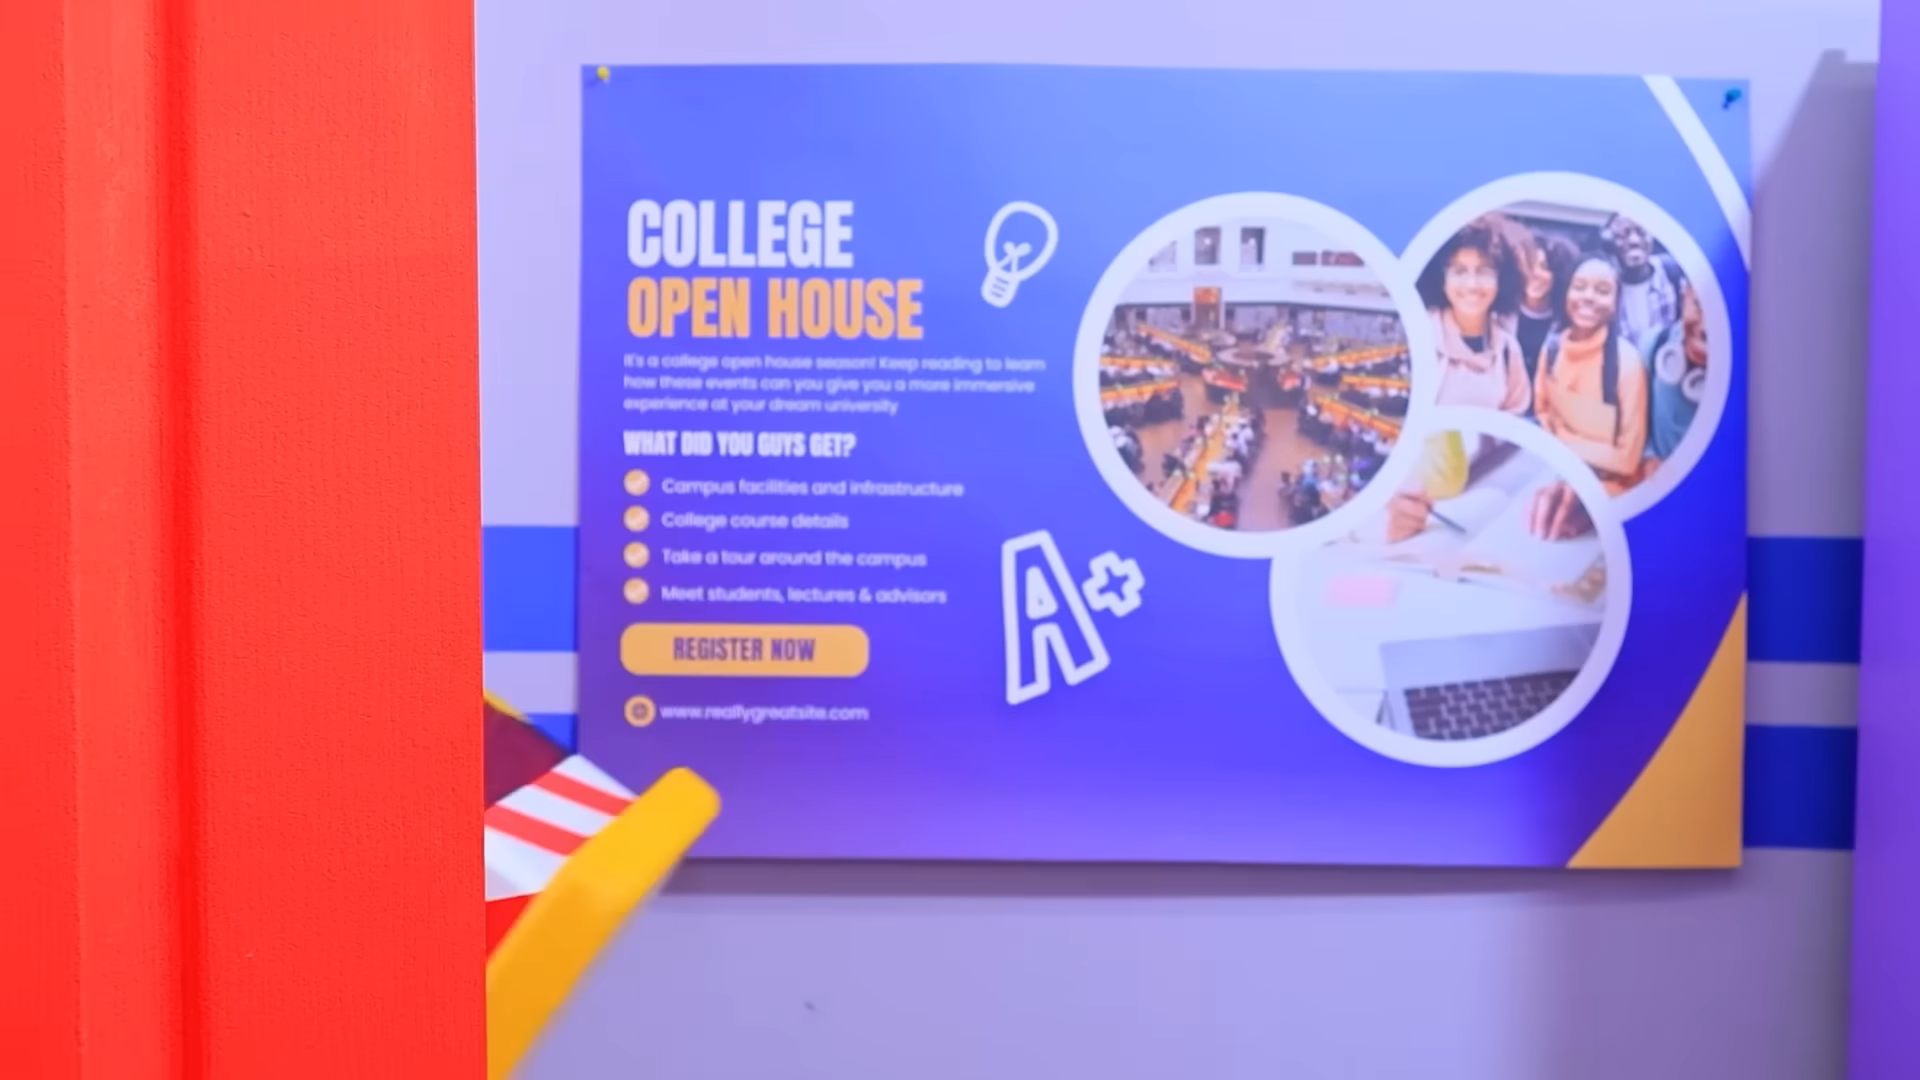 COLLEGE
OPEN HOUSE
It's a college open house season! Keep reading to learn
how these events can you give you a more immersive
experience at your dream university
WHAT DID YOU GUYS GET?
Campus facilities and infrastructure
College course details
Take a tour around the campus
Meet students, lectures & advisors
REGISTER NOW
www.reallygreatsite.com
A+